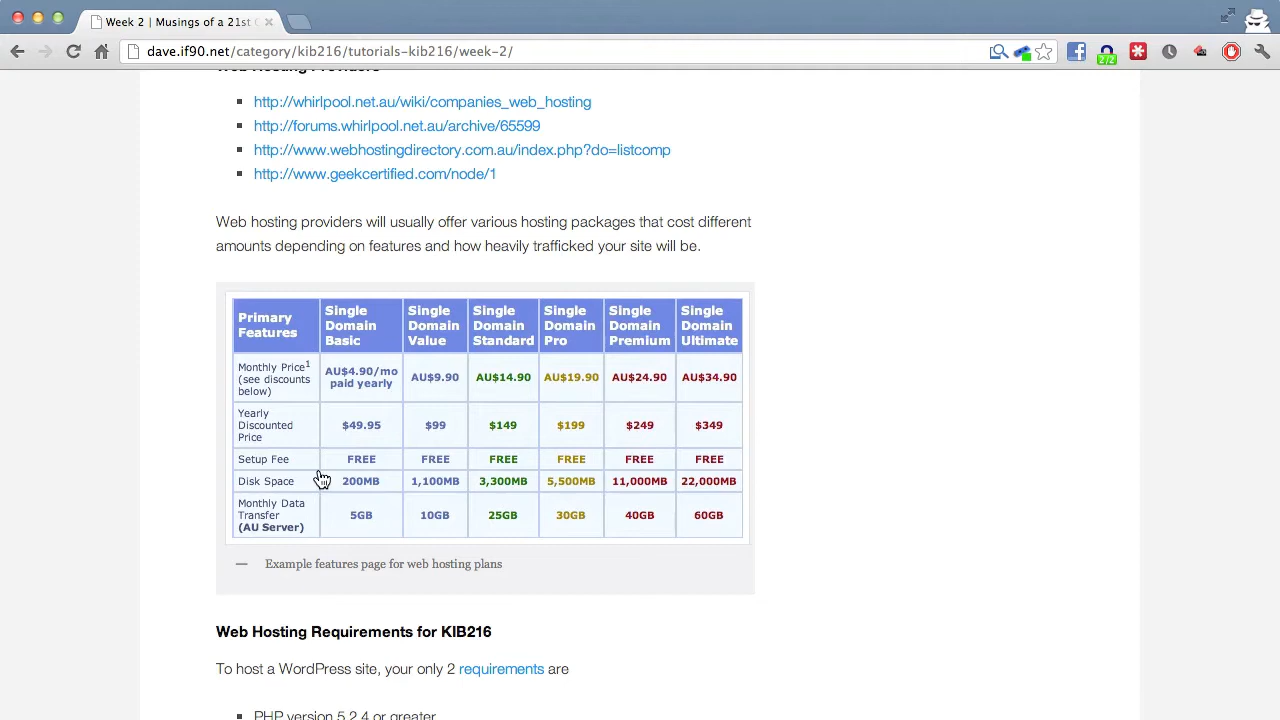 Week 2 | Musings of a 21st
dave.if90.net/category/kib216/tutorials-kib216/week-2/
2/2
Web Hosting Providers
http://whirlpool.net.au/wiki/companies_web_hosting
http://forums.whirlpool.net.au/archive/65599
http://www.webhostingdirectory.com.au/index.php?do=listcomp
http://www.geekcertified.com/node/1
Web hosting providers will usually offer various hosting packages that cost different
amounts depending on features and how heavily trafficked your site will be.
Primary Features Single Domain Basic Single Domain Value Single Domain Standard Single Domain Pro Single Domain Premium Single Domain Ultimate
Monthly Price1 (see discounts below) AU$4.90/mo paid yearly AU$9.90 AU$14.90 AU$19.90 AU$24.90 AU$34.90
Yearly Discounted Price $49.95 $99 $149 $199 $249 $349
Setup Fee FREE FREE FREE FREE FREE FREE
Disk Space 200MB 1,100MB 3,300MB 5,500MB 11,000MB 22,000MB
Monthly Data Transfer (AU Server) 5GB 10GB 25GB 30GB 40GB 60GB
— Example features page for web hosting plans
Web Hosting Requirements for KIB216
To host a WordPress site, your only 2 requirements are
PHP version 5.2.4 or greater